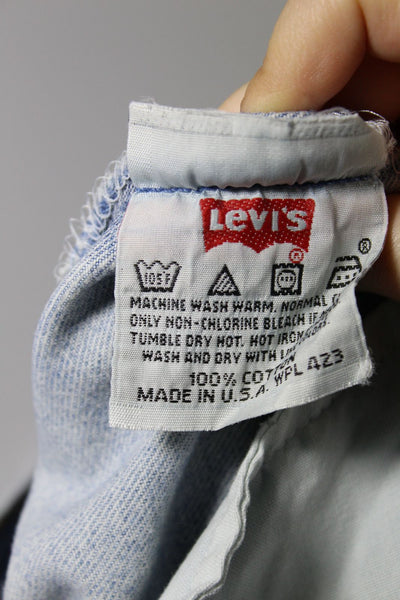 Levi's
®
®
105F
MACHINE WASH WARM. NORMAL
ONLY NON-CHLORINE BLEACH IF
TUMBLE DRY HOT. HOT IRON
WASH AND DRY WITH
100% COTTON
MADE IN U.S.A. WPL 423